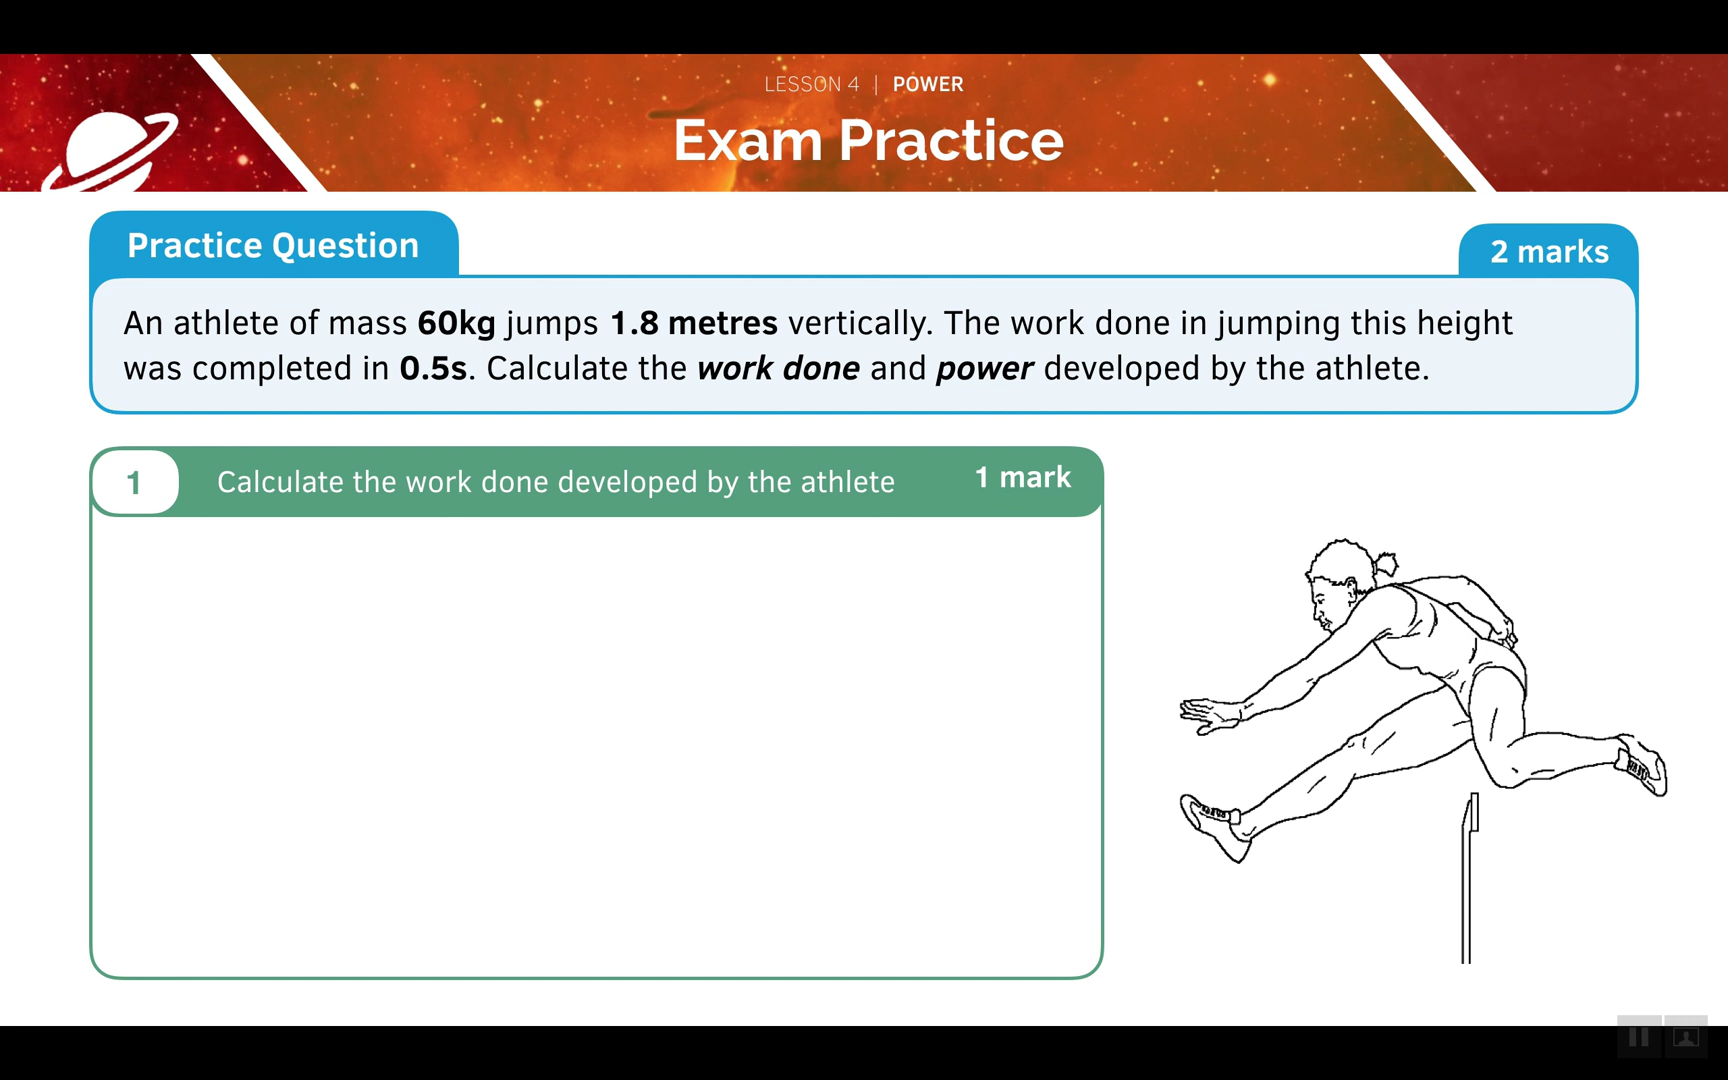 LESSON 4 | POWER
Exam Practice
Practice Question
2 marks
An athlete of mass 60kg jumps 1.8 metres vertically. The work done in jumping this height
was completed in 0.5s. Calculate the work done and power developed by the athlete.
1 Calculate the work done developed by the athlete 1 mark